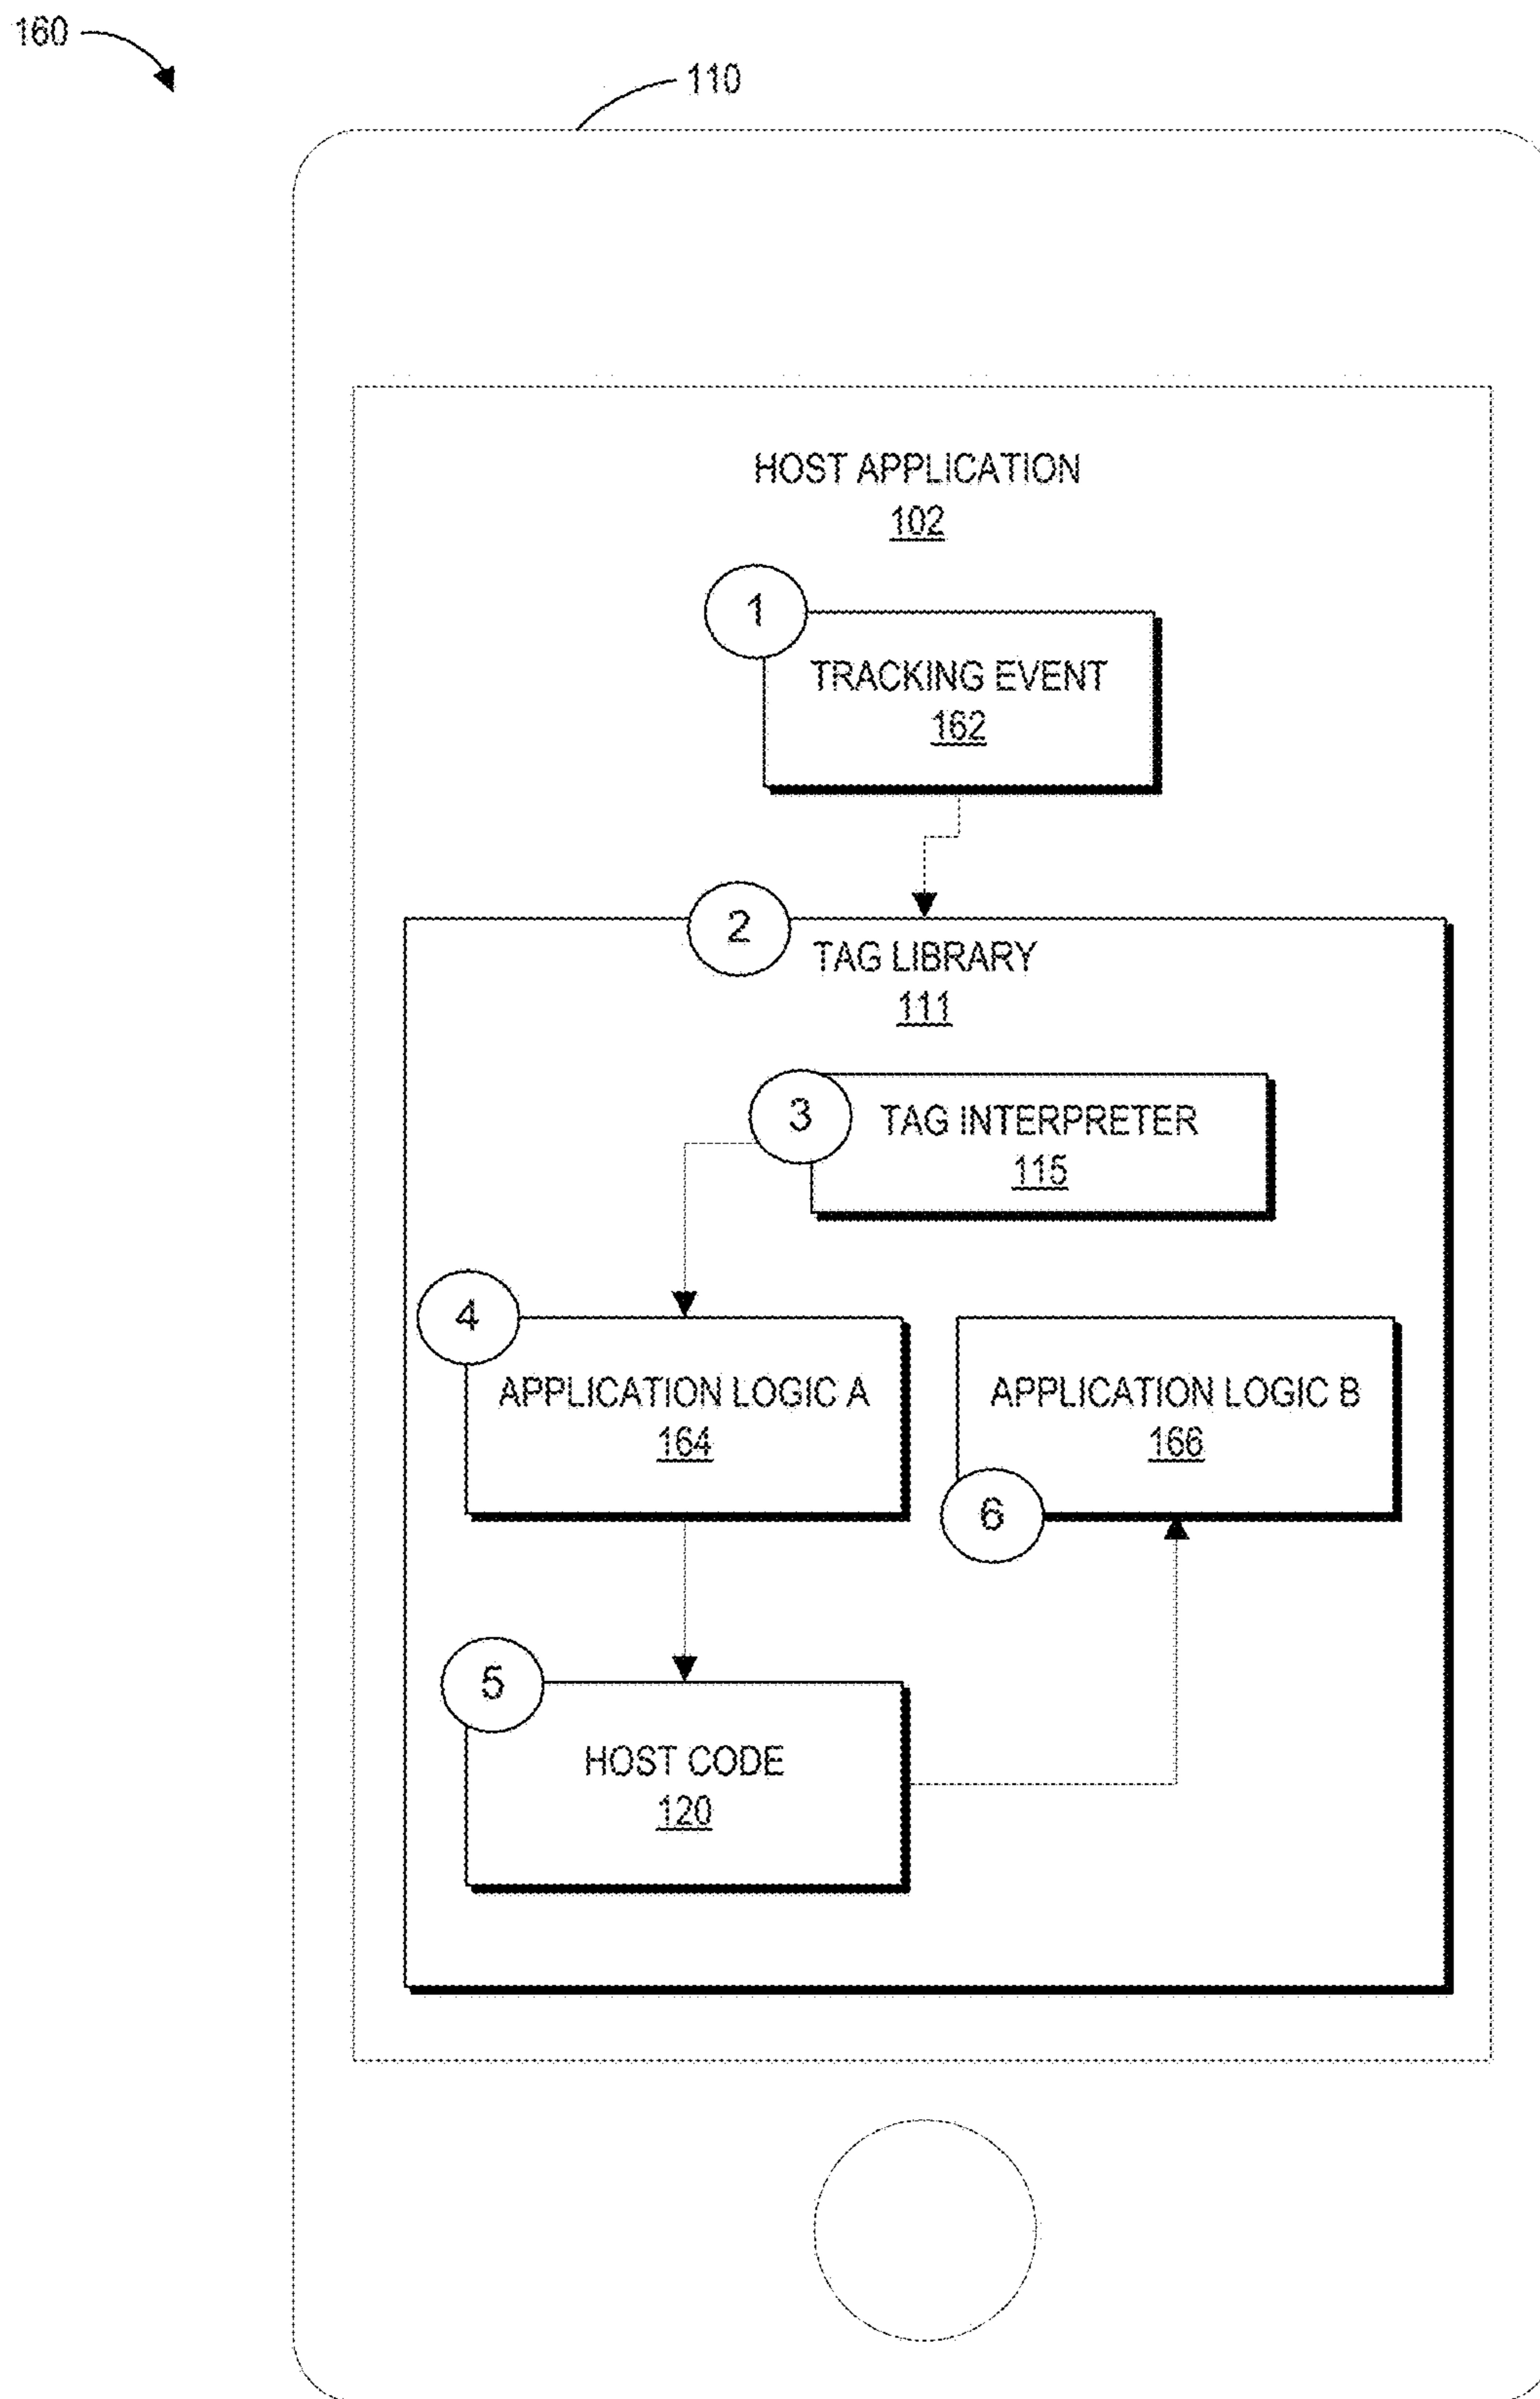 160
110
HOST APPLICATION
102
1
TRACKING EVENT
162
2
TAG LIBRARY
111
3
TAG INTERPRETER
115
4
APPLICATION LOGIC A
164
APPLICATION LOGIC B
166
6
5
HOST CODE
120